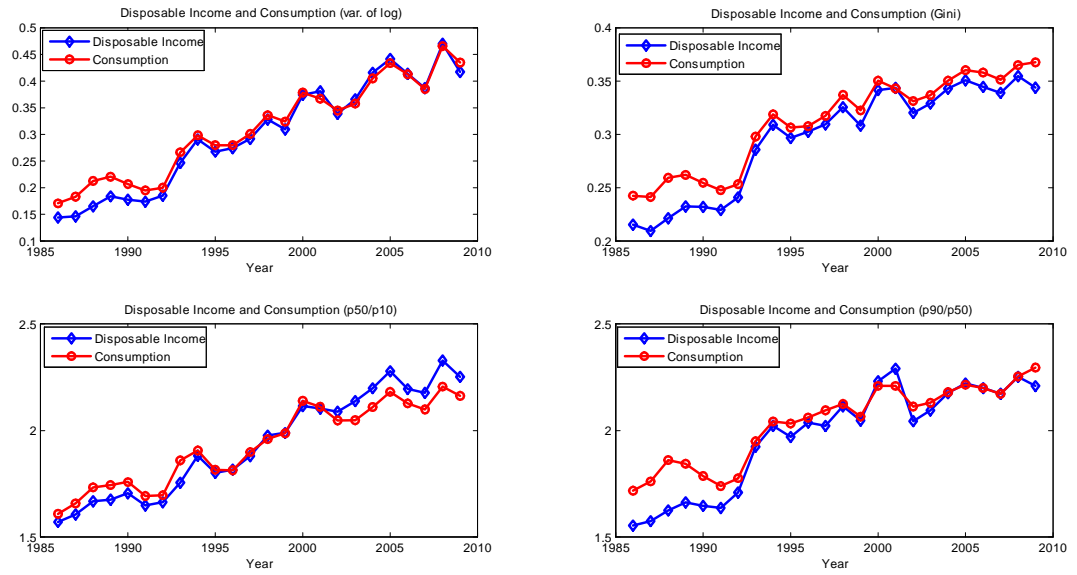 Disposable Income and Consumption (var. of log)
0.5
0.45
0.4
0.35
0.3
0.25
0.2
0.15
0.1
Disposable Income
Consumption
1985 1990 1995 2000 2005 2010
Year
Disposable Income and Consumption (Gini)
0.4
0.35
0.3
0.25
0.2
Disposable Income
Consumption
1985 1990 1995 2000 2005 2010
Year
Disposable Income and Consumption (p50/p10)
2.5
2
1.5
Disposable Income
Consumption
1985 1990 1995 2000 2005 2010
Year
Disposable Income and Consumption (p90/p50)
2.5
2
1.5
Disposable Income
Consumption
1985 1990 1995 2000 2005 2010
Year